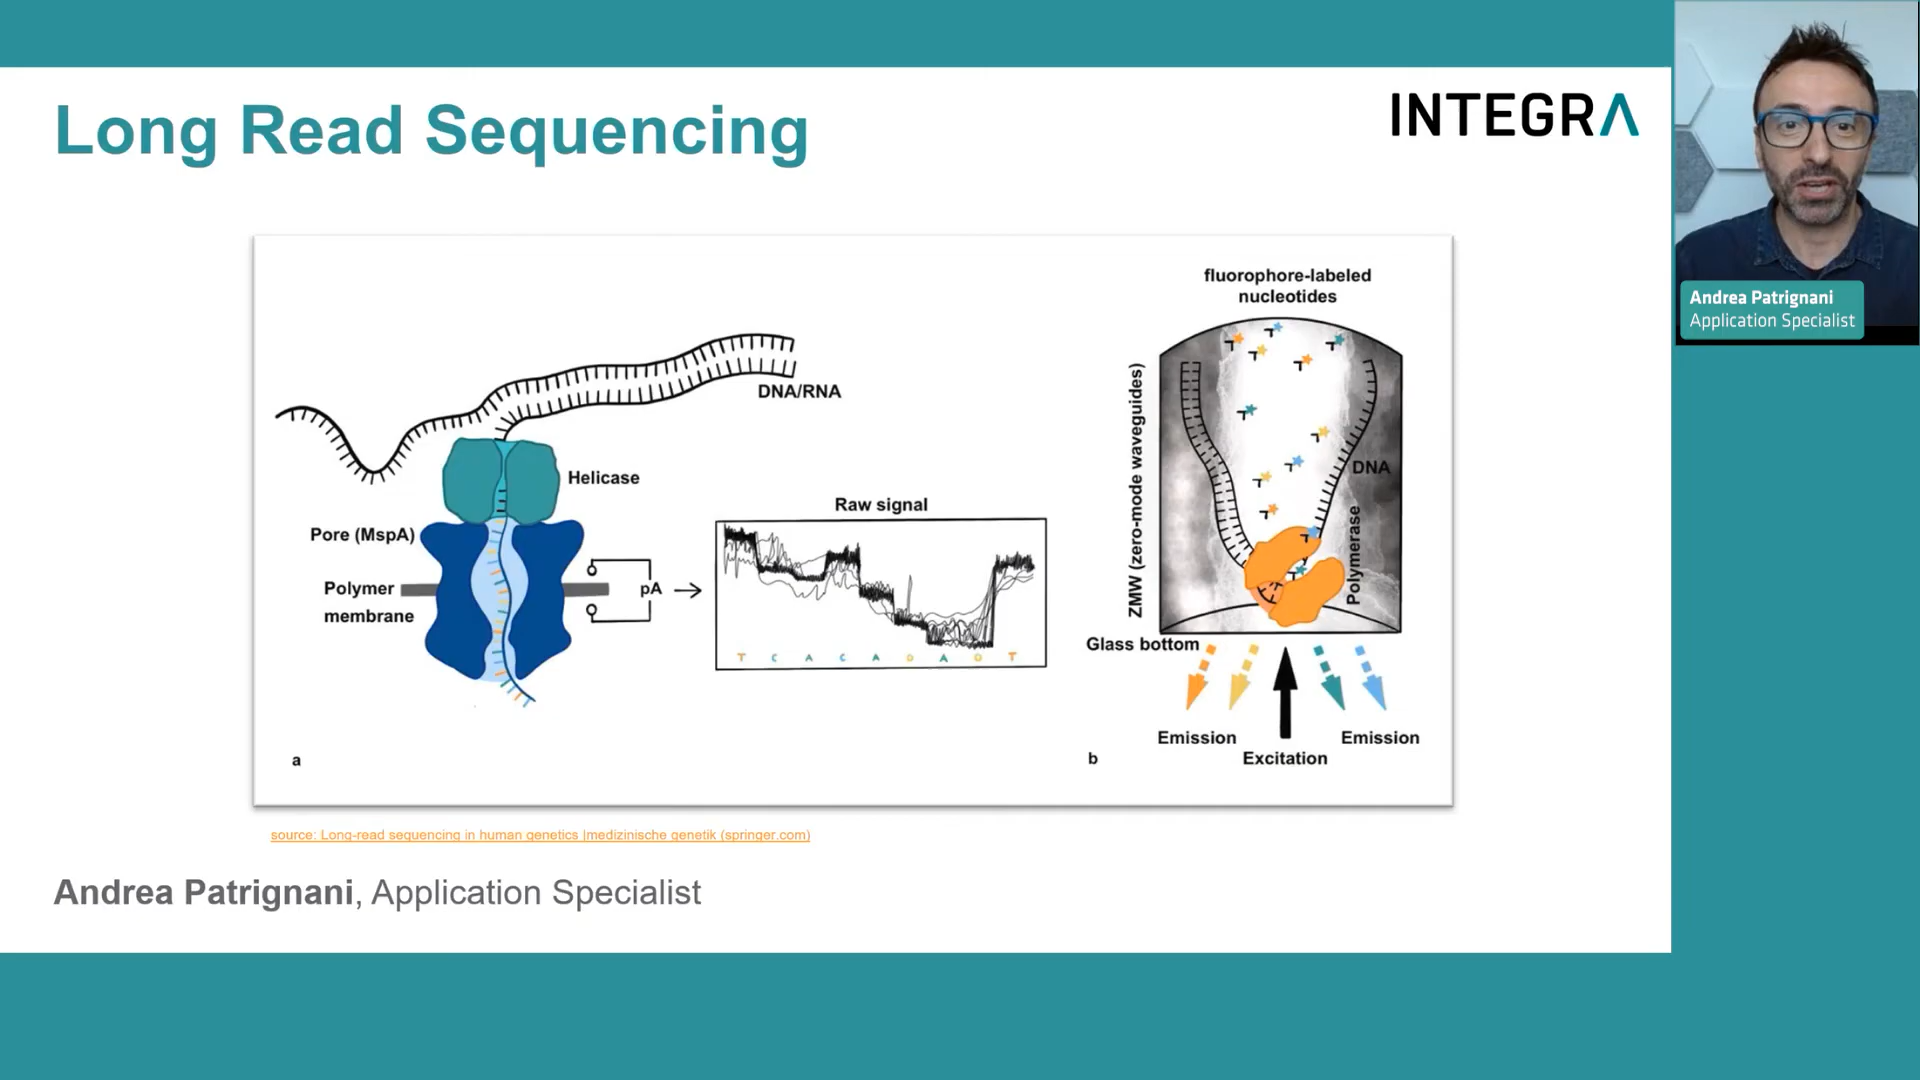 Long Read Sequencing
INTEGRA
Andrea Patrignani
Application Specialist
DNA/RNA
Helicase
Pore (MspA)
Polymer
membrane
pA
Raw signal
T C A C A G A G T
a
fluorophore-labeled
nucleotides
ZMW (zero-mode waveguides)
DNA
Polymerase
Glass bottom
Emission
Excitation
Emission
b
source: Long-read sequencing in human genetics |medizinische genetik (springer.com)
Andrea Patrignani, Application Specialist